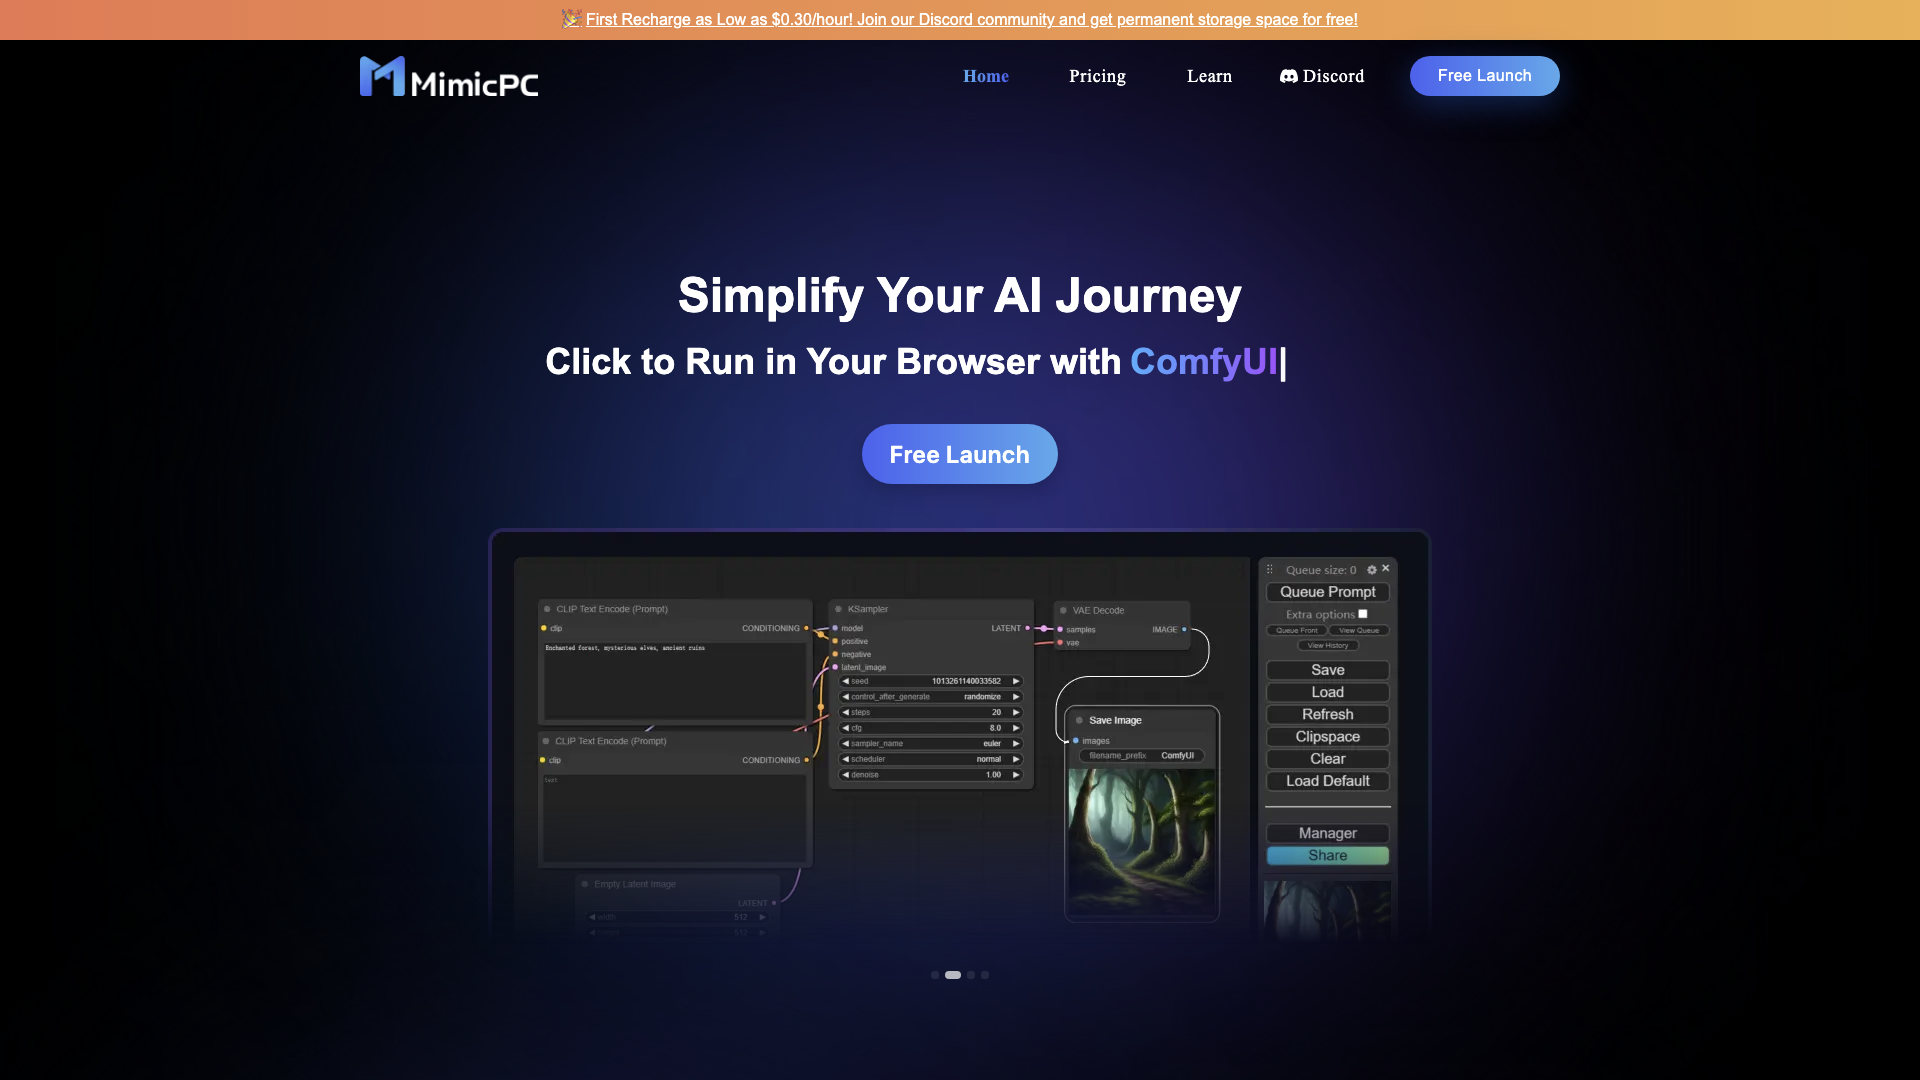 🎉 First Recharge as Low as $0.30/hour! Join our Discord community and get permanent storage space for free!
MimicPC
Home
Pricing
Learn
Discord
Free Launch
Simplify Your AI Journey
Click to Run in Your Browser with ComfyUI|
Free Launch
CLIP Text Encode (Prompt)
clip
CONDITIONING
Enchanted forest, mysterious elves, ancient ruins
CLIP Text Encode (Prompt)
clip
CONDITIONING
text
Empty Latent Image
LATENT
width 512
512
KSampler
model
LATENT
positive
negative
latent_image
seed 1013261140033582
control_after_generate randomize
steps 20
cfg 8.0
sampler_name euler
scheduler normal
denoise 1.00
VAE Decode
samples
IMAGE
vae
Save Image
images
filename_prefix ComfyUI
Queue size: 0
Queue Prompt
Extra options
Queue Front
View Queue
View History
Save
Load
Refresh
Clipspace
Clear
Load Default
Manager
Share